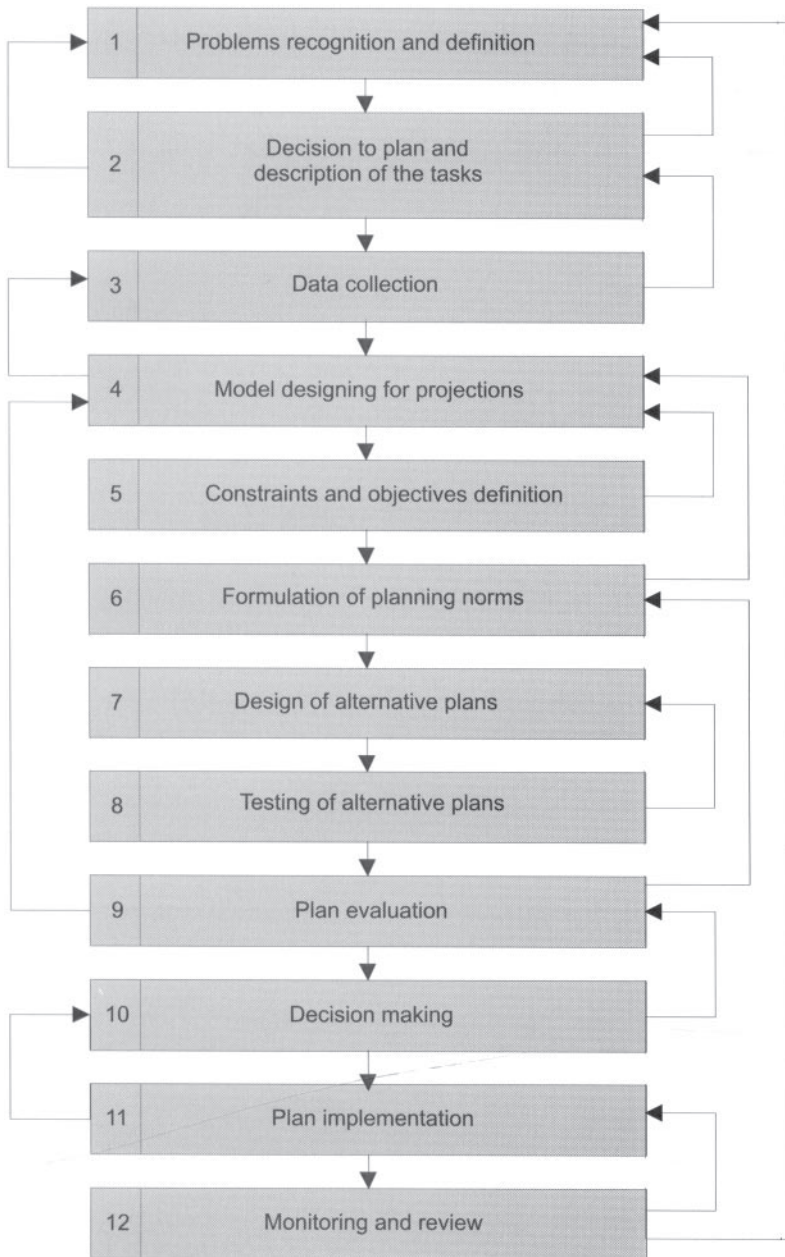 1 Problems recognition and definition
2 Decision to plan and
description of the tasks
3 Data collection
4 Model designing for projections
5 Constraints and objectives definition
6 Formulation of planning norms
7 Design of alternative plans
8 Testing of alternative plans
9 Plan evaluation
10 Decision making
11 Plan implementation
12 Monitoring and review